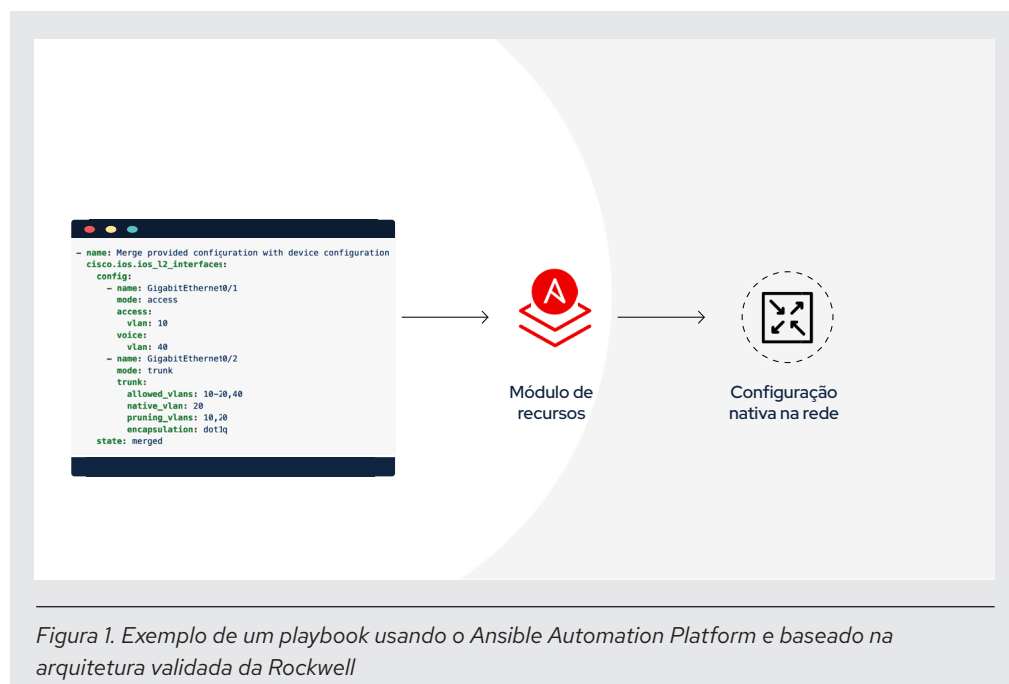 - name: Merge provided configuration with device configuration
  cisco.ios.ios_l2_interfaces:
    config:
      - name: GigabitEthernet0/1
        mode: access
        access:
          vlan: 10
        voice:
          vlan: 40
      - name: GigabitEthernet0/2
        mode: trunk
        trunk:
          allowed_vlans: 10-20,40
          native_vlan: 20
          pruning_vlans: 10,20
          encapsulation: dot1q
    state: merged
Módulo de
recursos
Configuração
nativa na rede
Figura 1. Exemplo de um playbook usando o Ansible Automation Platform e baseado na
arquitetura validada da Rockwell